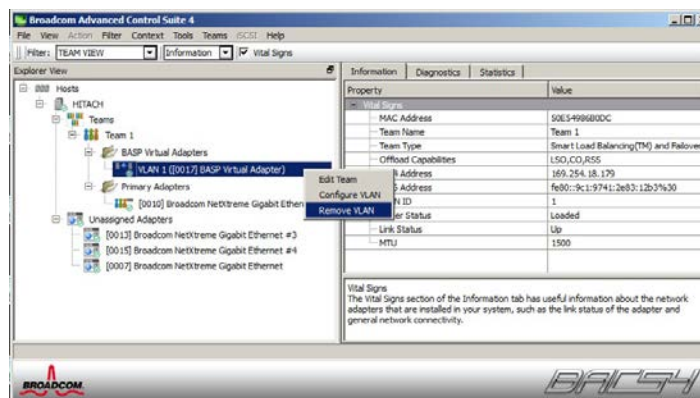 Broadcom Advanced Control Suite 4
File View Action Filter Context Tools Teams iSCSI Help
Filter: TEAM VIEW Information Vital Signs
Explorer View
Hosts
HITACH
Teams
Team 1
BASP Virtual Adapters
VLAN 1 ([0017] BASP Virtual Adapter)
Primary Adapters
[0010] Broadcom NetXtreme Gigabit Ethern
Unassigned Adapters
[0013] Broadcom NetXtreme Gigabit Ethernet #3
[0015] Broadcom NetXtreme Gigabit Ethernet #4
[0007] Broadcom NetXtreme Gigabit Ethernet
Edit Team
Configure VLAN
Remove VLAN
Information Diagnostics Statistics
Property Value
Vital Signs
MAC Address
Team Name Team 1
Team Type Smart Load Balancing(TM) and Failover
Offload Capabilities LSO,CO,RSS
Address 169.254.18.179
Address fe80::9c1:9741:2e83:12b3%30
ID 1
er Status Loaded
Link Status Up
MTU 1500
Vital Signs
The Vital Signs section of the Information tab has useful information about the network
adapters that are installed in your system, such as the link status of the adapter and
general network connectivity.
BROADCOM.
BACS4